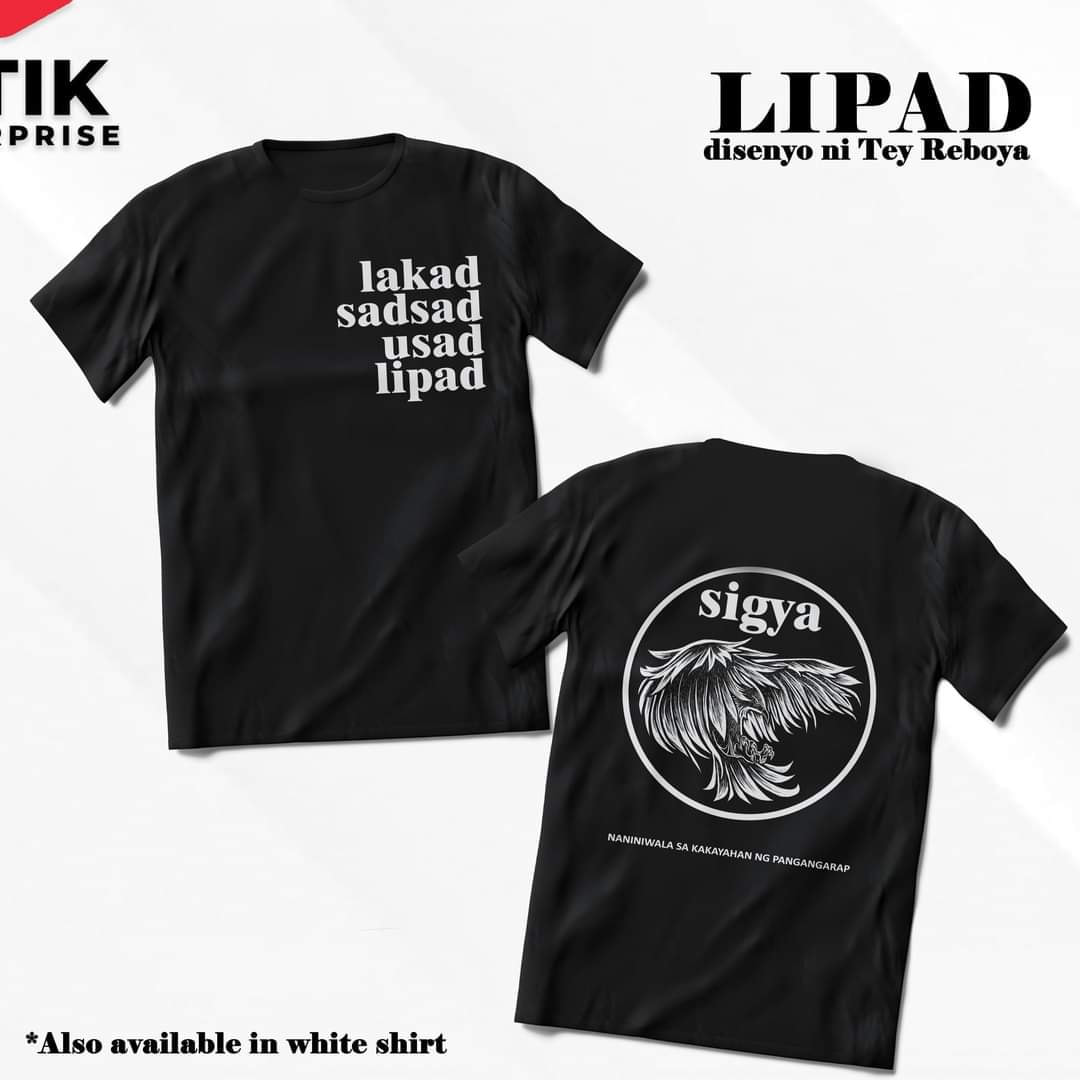 TIK
RPRISE
LIPAD
disenyo ni Tey Reboya
lakad
sadsad
usad
lipad
sigya
NANINIWALA SA KAKAYAHAN NG PANGANGARAP
*Also available in white shirt